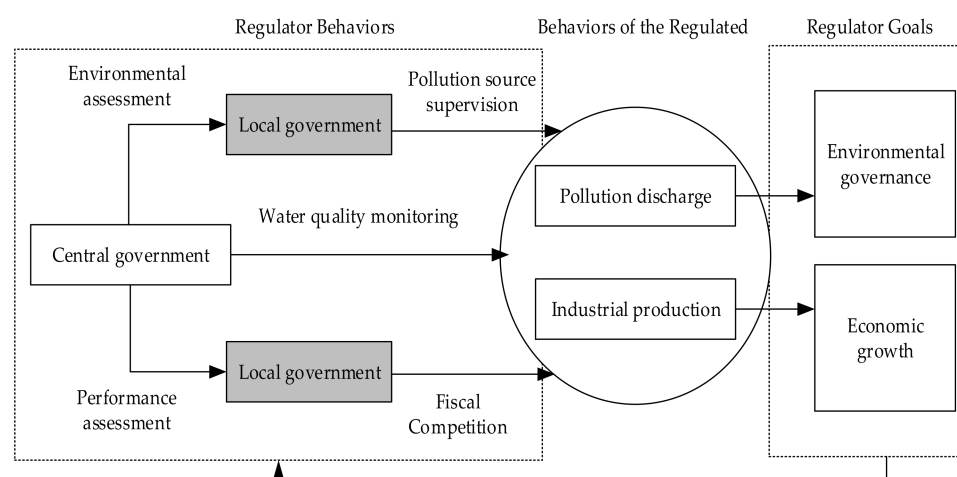 Regulator Behaviors
Behaviors of the Regulated
Regulator Goals
Environmental
assessment
Pollution source
supervision
Local government
Environmental
governance
Pollution discharge
Water quality monitoring
Central government
Industrial production
Economic
growth
Local government
Performance
assessment
Fiscal
Competition